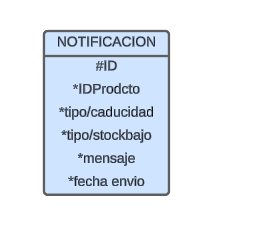 NOTIFICACION
#ID
*IDProdcto
*tipo/caducidad
*tipo/stockbajo
*mensaje
*fecha envio